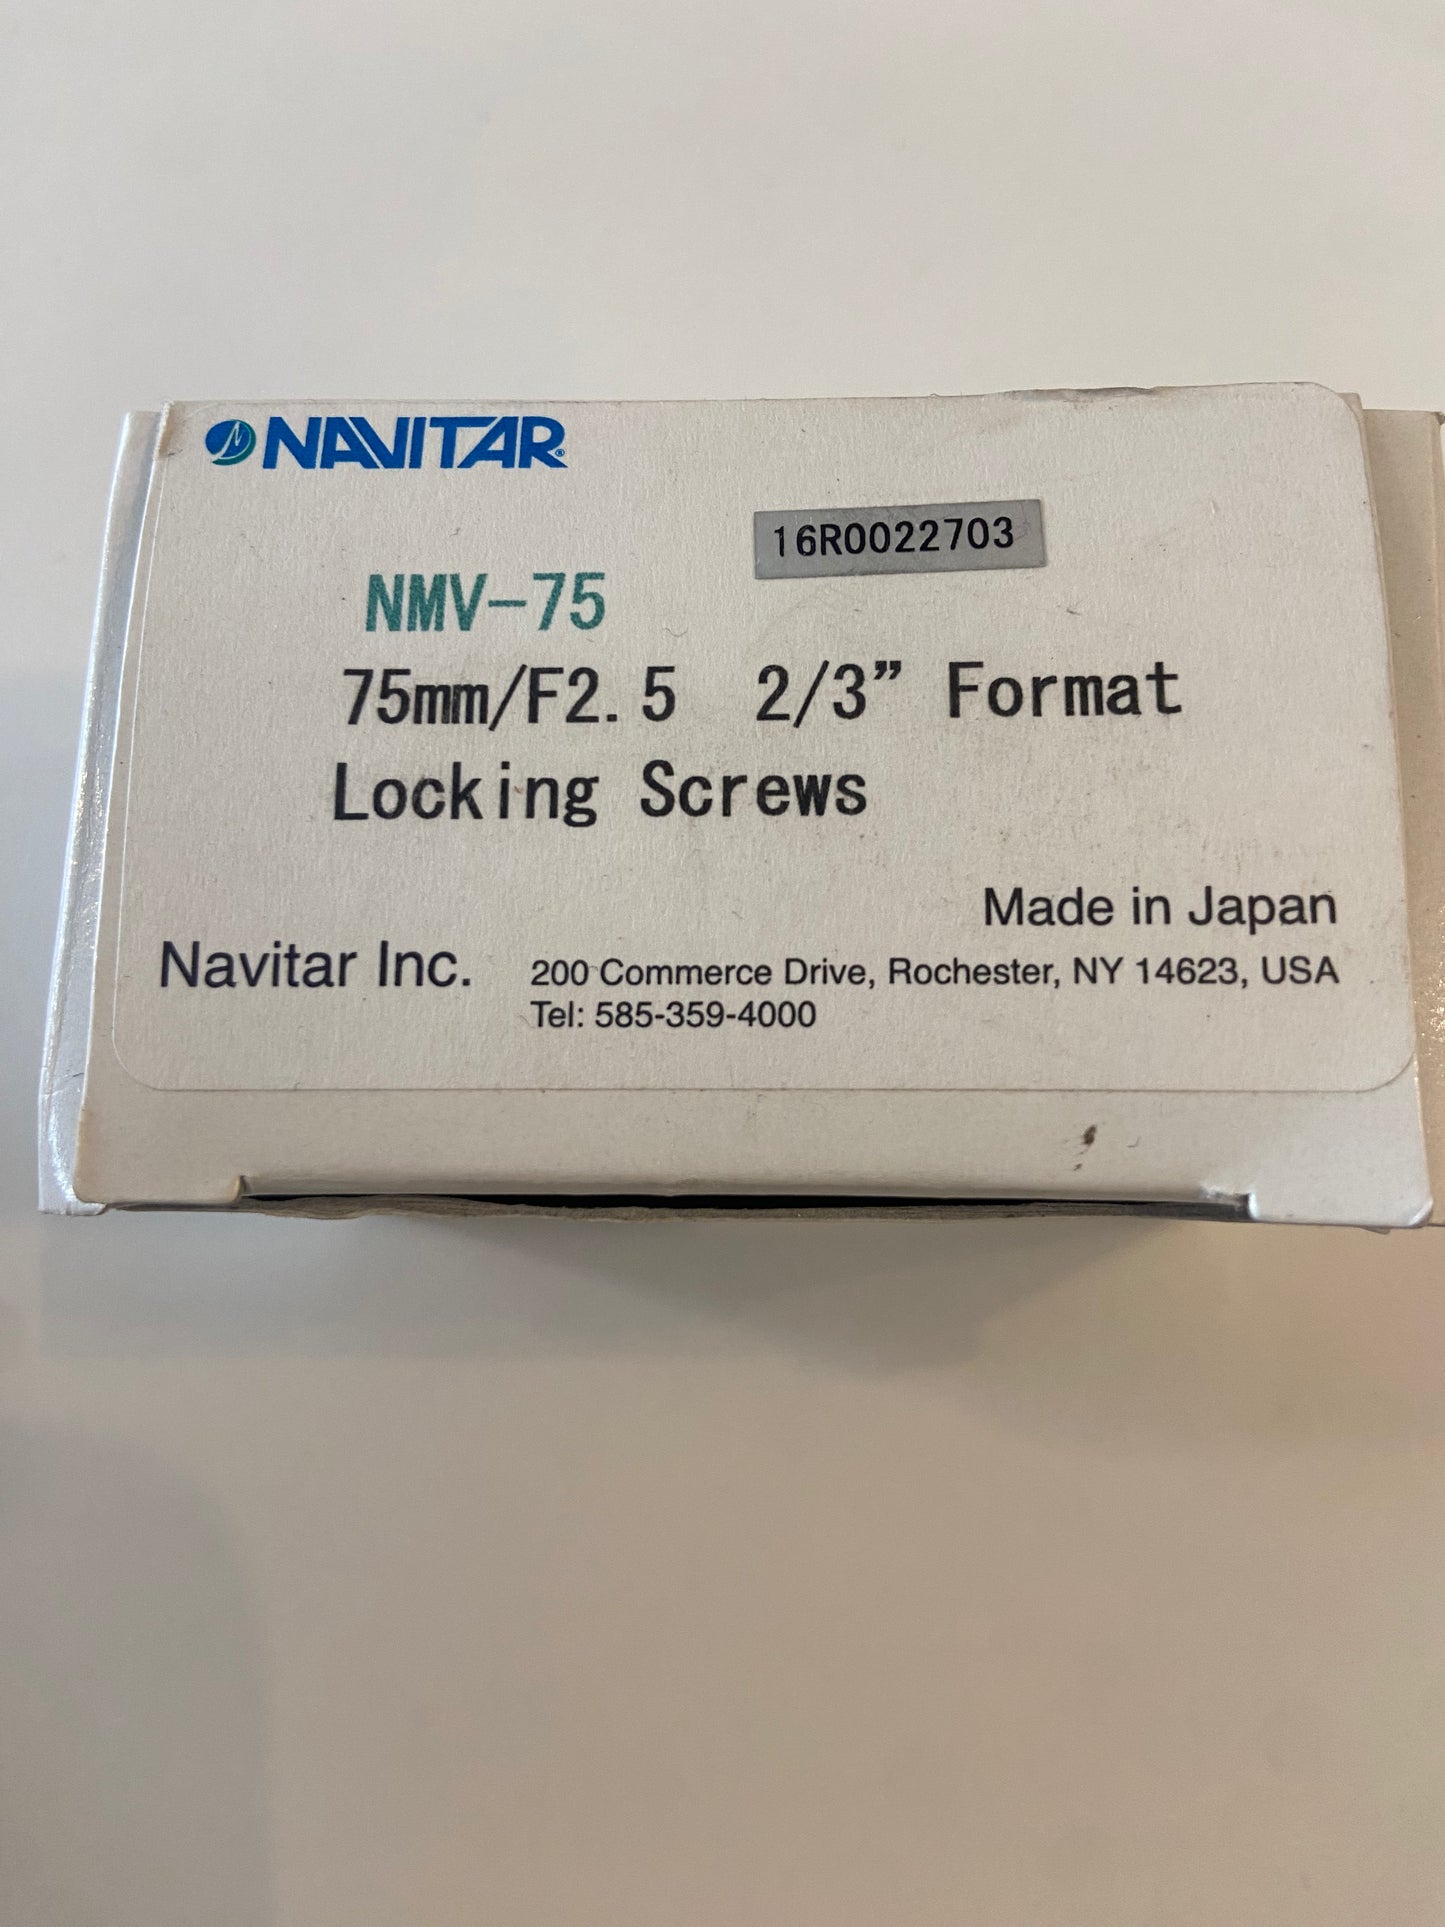 NAVITAR®
16R0022703
NMV-75
75mm/F2.5 2/3” Format
Locking Screws
Made in Japan
Navitar Inc. 200 Commerce Drive, Rochester, NY 14623, USA
Tel: 585-359-4000